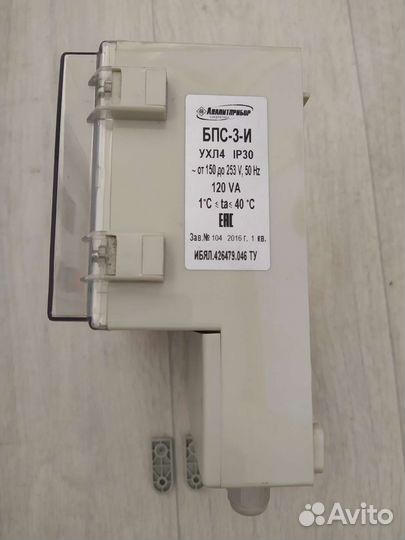 АНАЛИТПРИБОР
БПС-3-И
УХЛ4 IP30
~ от 150 до 253 V, 50 Hz
120 VA
1°C ≤ ta≤ 40 °C
EAC
Зав.№ 104 2016 г. 1 кв.
ИБЯЛ.426479.046 ТУ
Avito